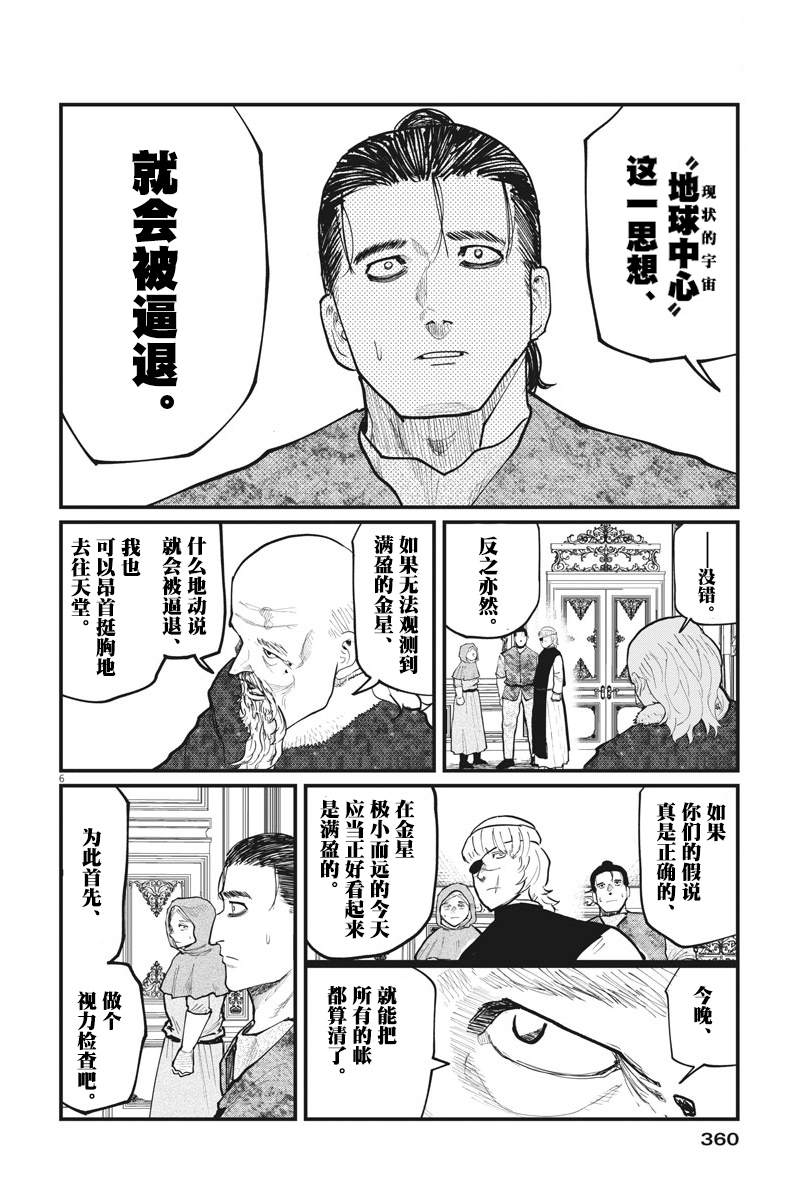 “地球中心”
现状的宇宙
这一思想、
就会被逼退。
——没错。
反之亦然。
如果无法观测到
满盈的金星、
什么地动说
就会被逼退、
我也
可以昂首挺胸地
去往天堂。
6
如果
你们的假说
真是正确的、
在金星
极小而远的今天
应当正好看起来
是满盈的。
今晚、
就能把
所有的帐
都算清了。
为此首先、
做个
视力检查吧。
360